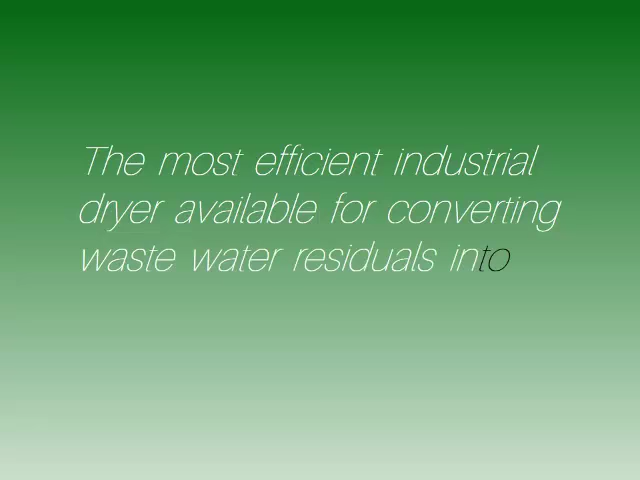 The most efficient industrial
dryer available for converting
waste water residuals into